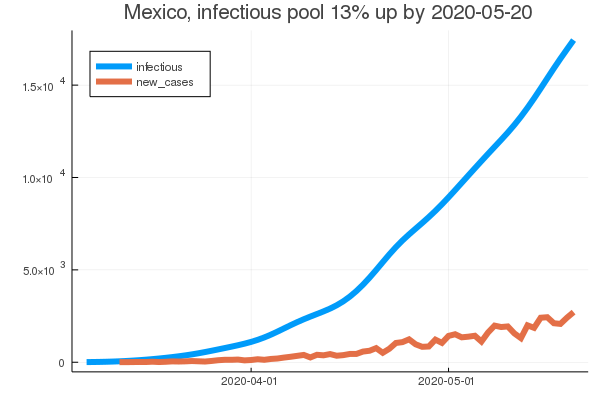 Mexico, infectious pool 13% up by 2020-05-20
infectious
new_cases
1.5×10⁴
1.0×10⁴
5.0×10³
0
2020-04-01 2020-05-01